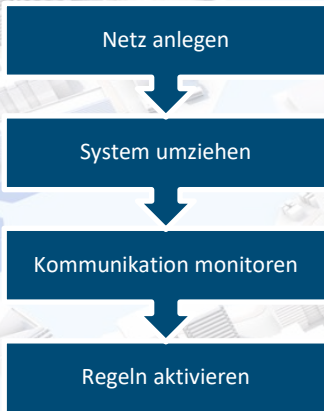 Netz anlegen
System umziehen
Kommunikation monitoren
Regeln aktivieren